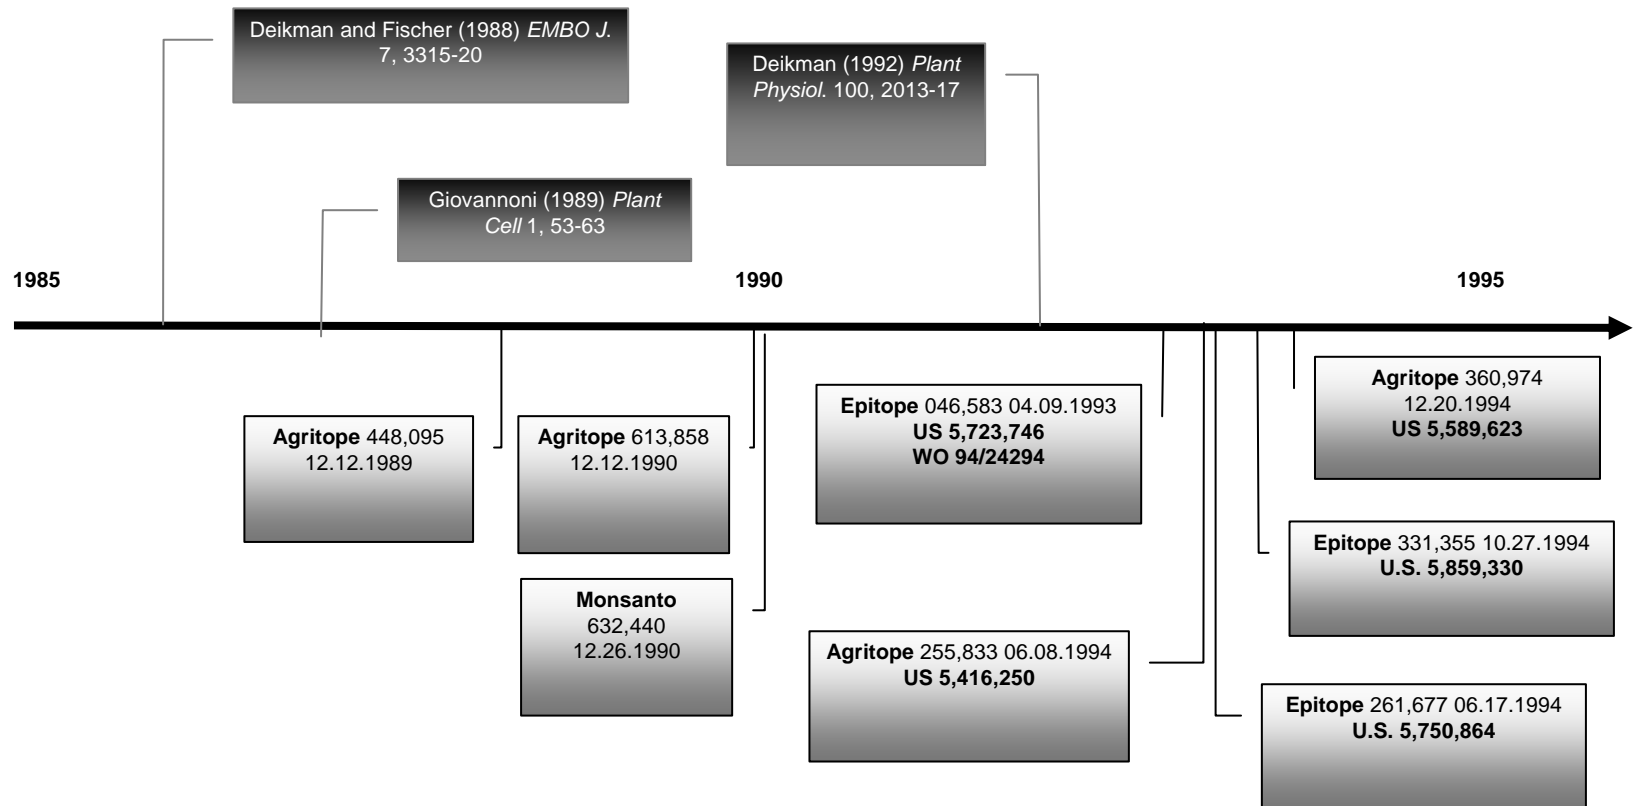 Deikman and Fischer (1988) EMBO J.
7, 3315-20
Deikman (1992) Plant
Physiol. 100, 2013-17
Giovannoni (1989) Plant
Cell 1, 53-63
1985
1990
1995
Agritope 448,095
12.12.1989
Agritope 613,858
12.12.1990
Monsanto
632,440
12.26.1990
Epitope 046,583 04.09.1993
US 5,723,746
WO 94/24294
Agritope 255,833 06.08.1994
US 5,416,250
Agritope 360,974
12.20.1994
US 5,589,623
Epitope 331,355 10.27.1994
U.S. 5,859,330
Epitope 261,677 06.17.1994
U.S. 5,750,864